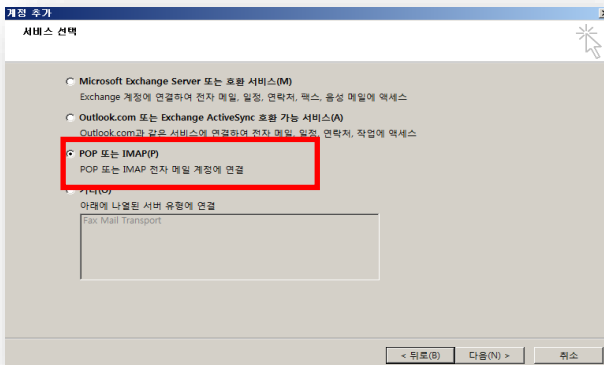 계정 추가
서비스 선택
Microsoft Exchange Server 또는 호환 서비스(M)
Exchange 계정에 연결하여 전자 메일, 일정, 연락처, 팩스, 음성 메일에 액세스
Outlook.com 또는 Exchange ActiveSync 호환 가능 서비스(A)
Outlook.com과 같은 서비스에 연결하여 전자 메일, 일정, 연락처, 작업에 액세스
POP 또는 IMAP(P)
POP 또는 IMAP 전자 메일 계정에 연결
기타(O)
아래에 나열된 서버 유형에 연결
Fax Mail Transport
< 뒤로(B) 다음(N) > 취소